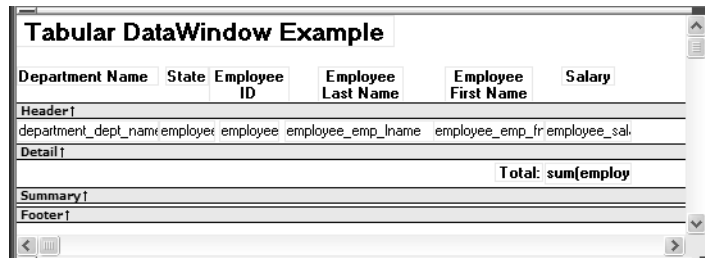 Tabular DataWindow Example
Department Name State Employee ID Employee Last Name Employee First Name Salary
Header↑
department_dept_name employee employee employee_emp_lname employee_emp_fr employee_sal
Detail↑
Total: sum(employ
Summary↑
Footer↑